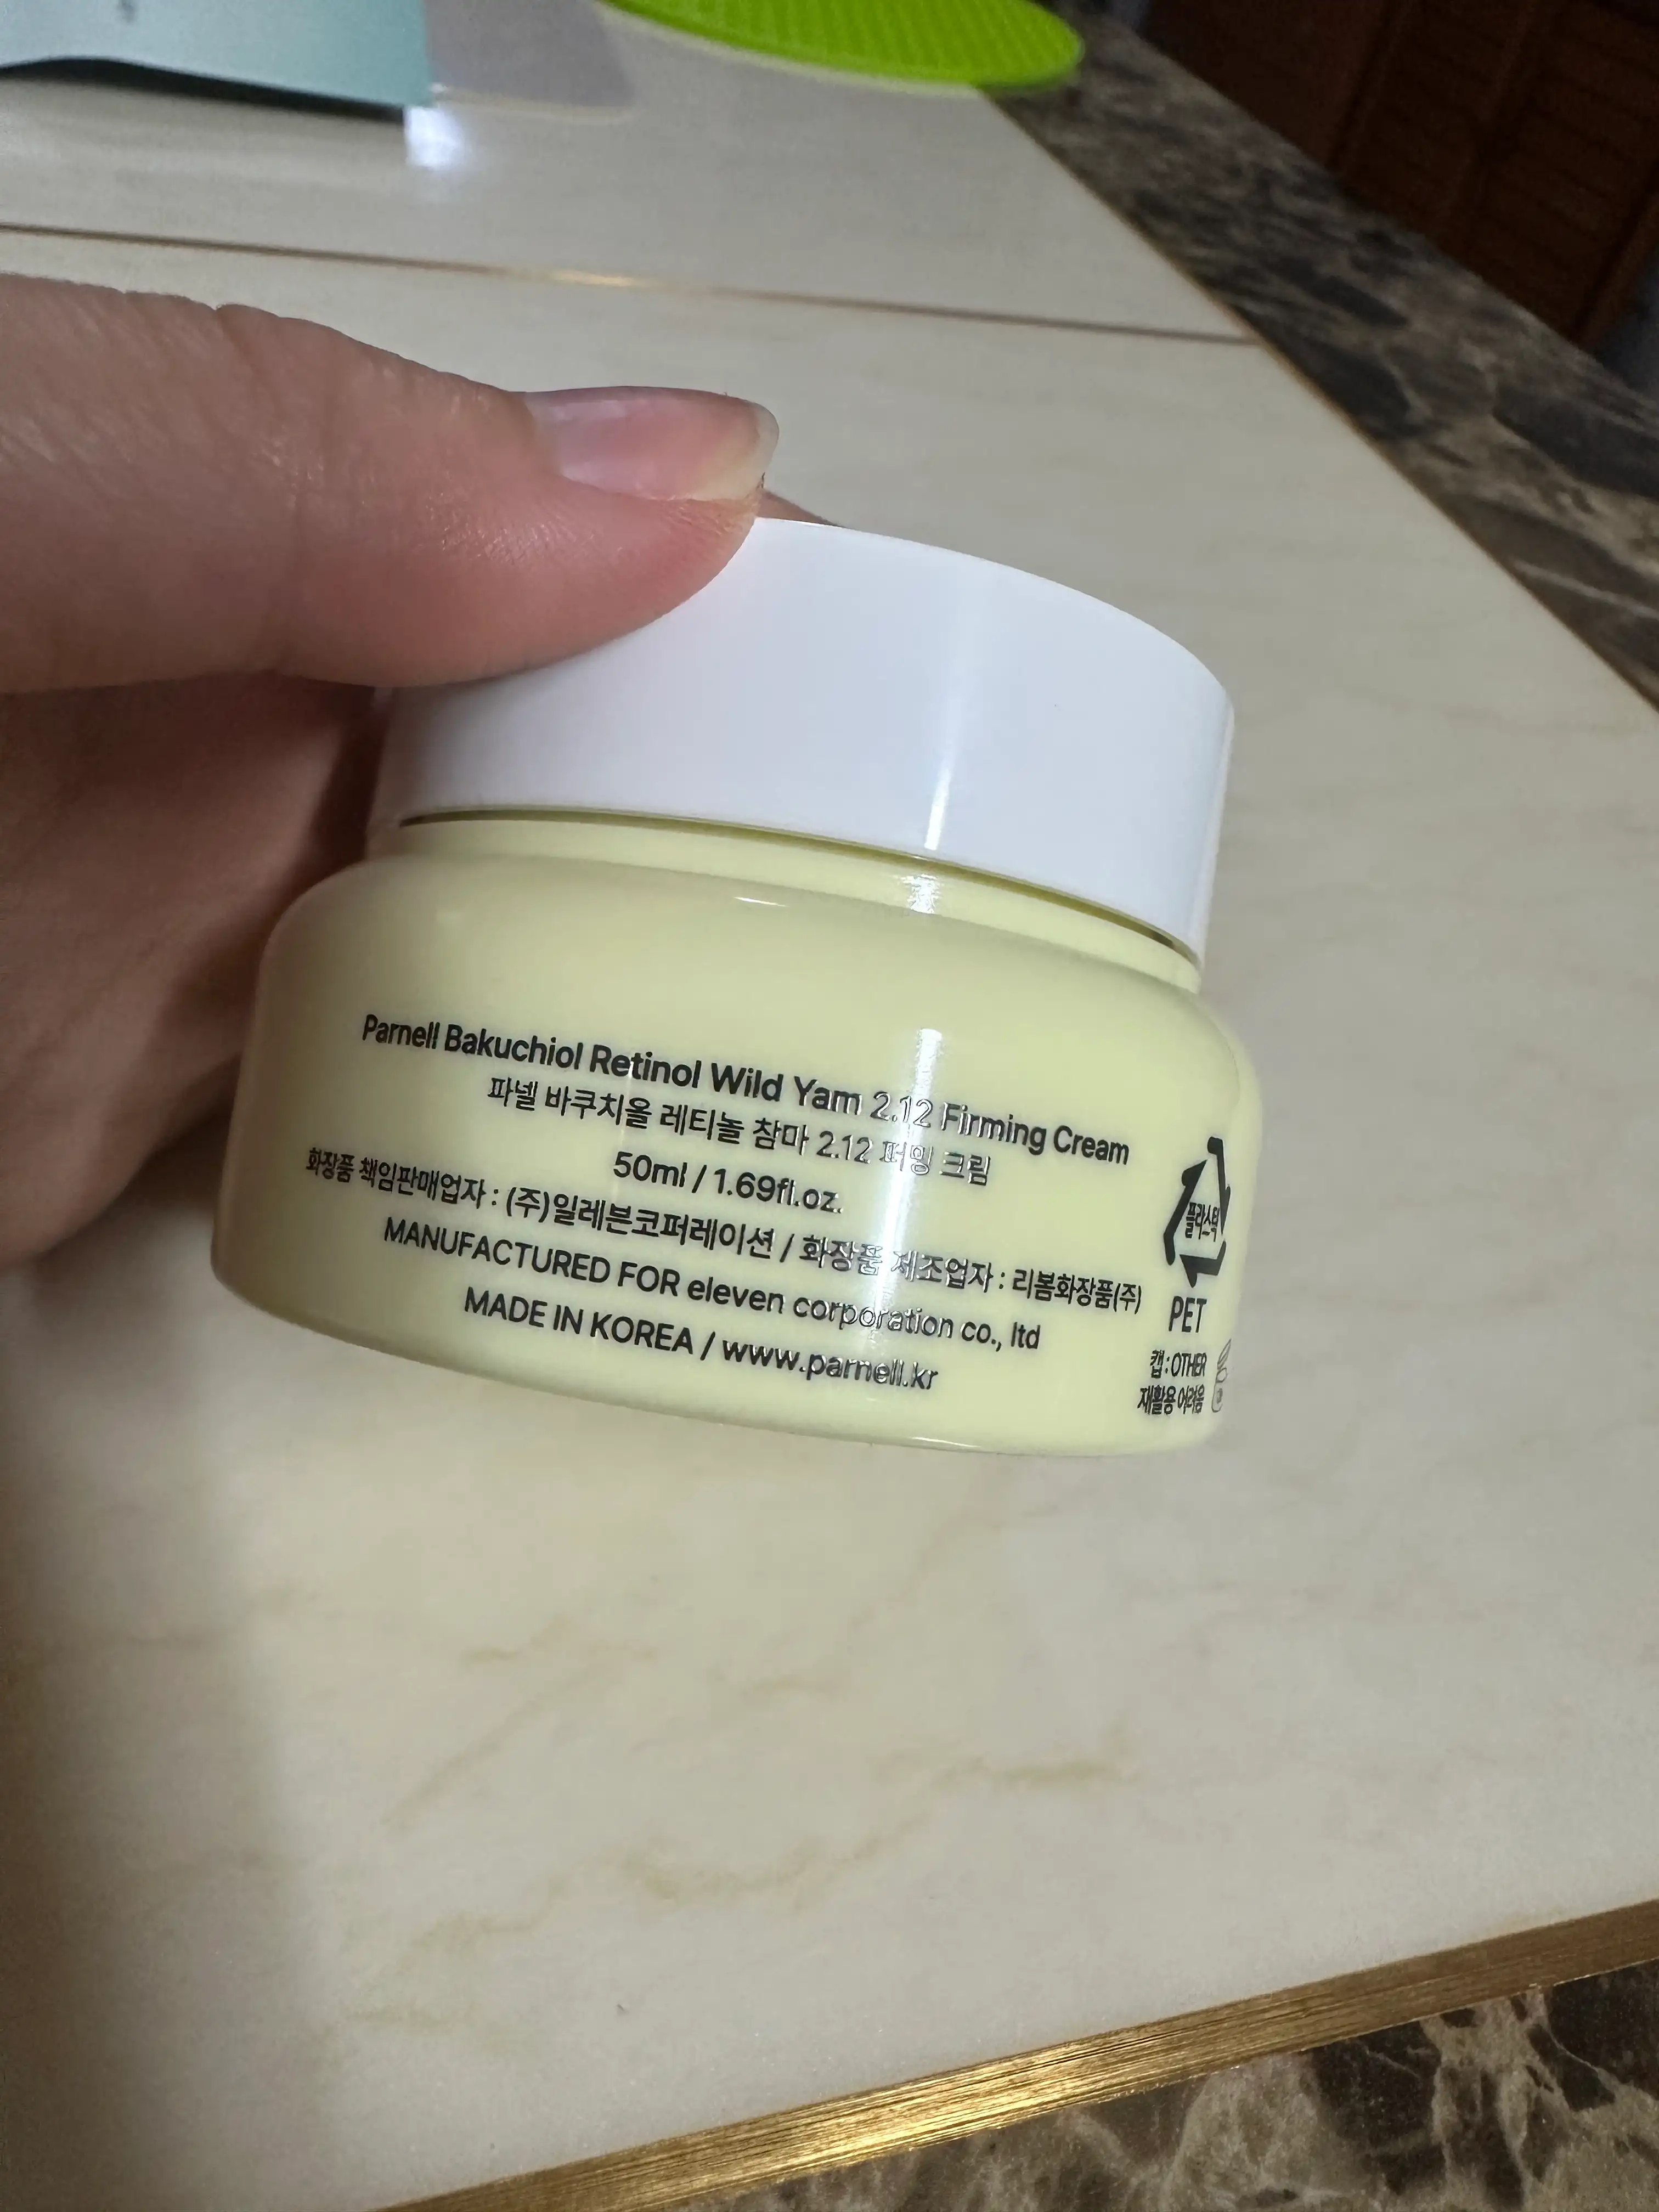 Parnell Bakuchiol Retinol Wild Yam 2.12 Firming Cream
파넬 바쿠치올 레티놀 참마 2.12 퍼밍 크림
50ml / 1.69fl.oz.
화장품 책임판매업자 : (주)일레븐코퍼레이션 / 화장품 제조업자 : 리봄화장품(주)
MANUFACTURED FOR eleven corporation co., ltd
MADE IN KOREA / www.parnell.kr
플라스틱
PET
캡 : OTHER
재활용 어려움